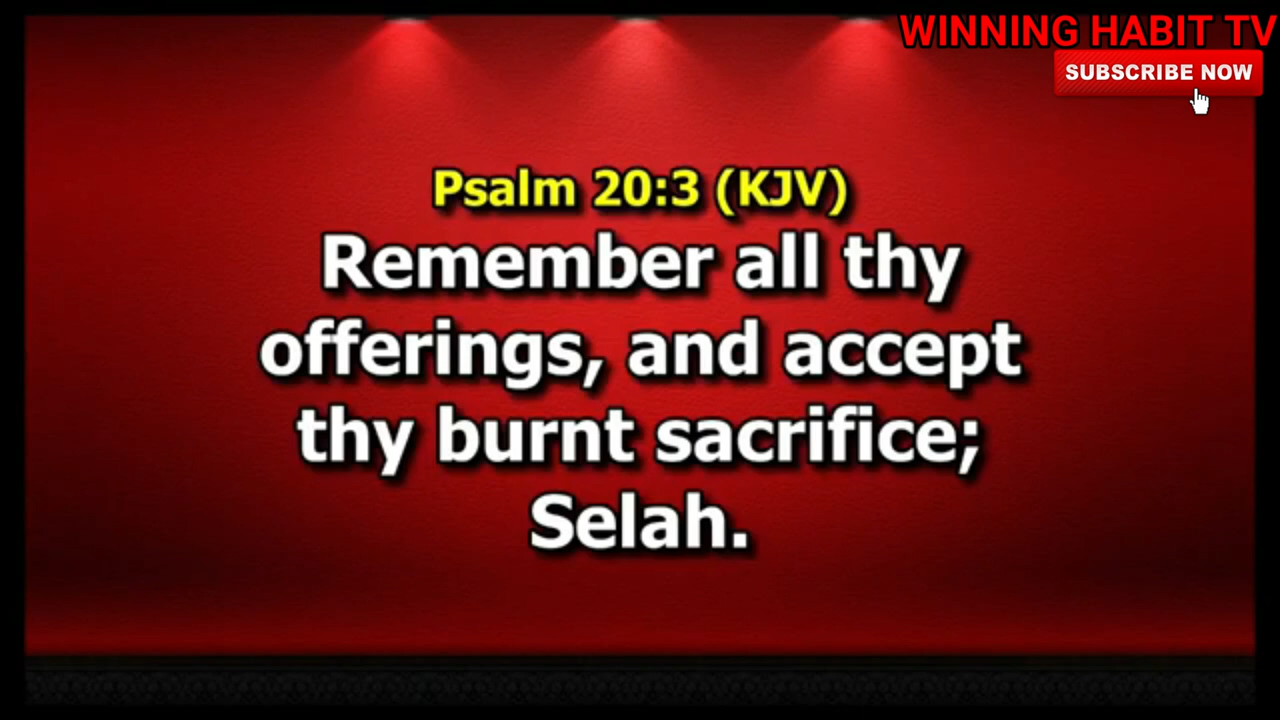 WINNING HABIT TV
SUBSCRIBE NOW
Psalm 20:3 (KJV)
Remember all thy
offerings, and accept
thy burnt sacrifice;
Selah.